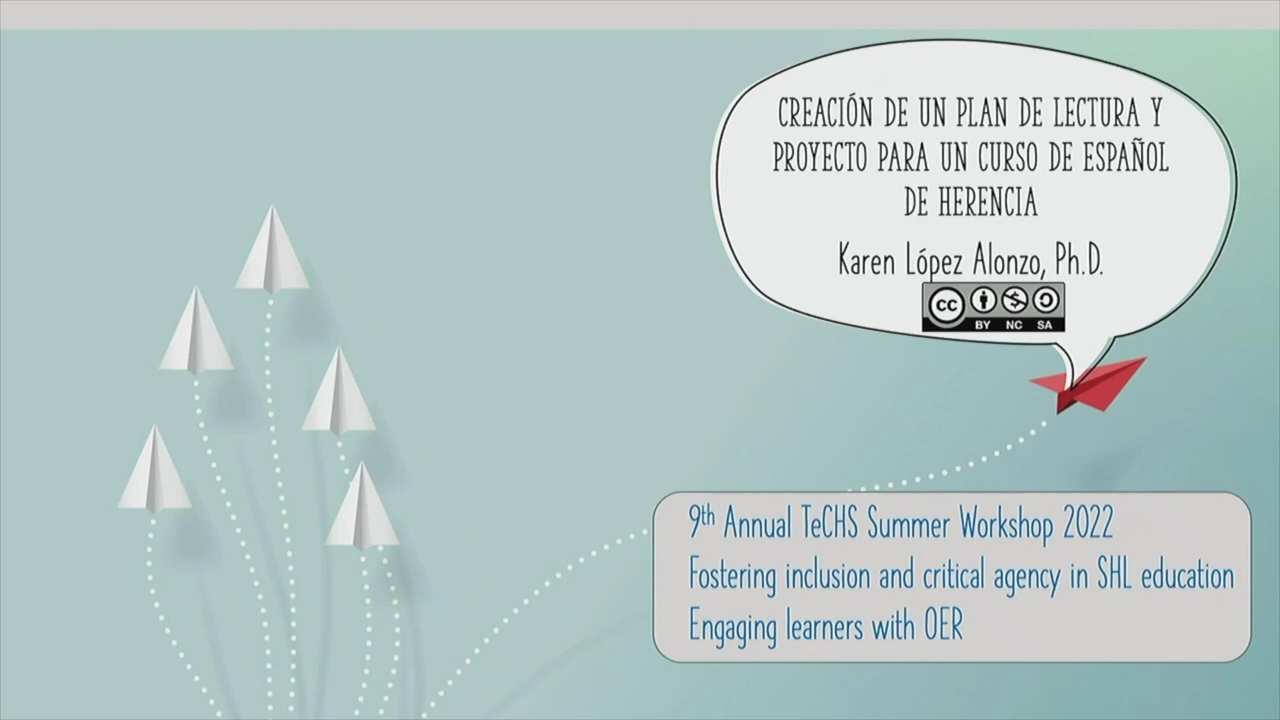 CREACIÓN DE UN PLAN DE LECTURA Y
PROYECTO PARA UN CURSO DE ESPAÑOL
DE HERENCIA
Karen López Alonzo, Ph.D.
CC
BY NC SA
9th Annual TeCHS Summer Workshop 2022
Fostering inclusion and critical agency in SHL education
Engaging learners with OER